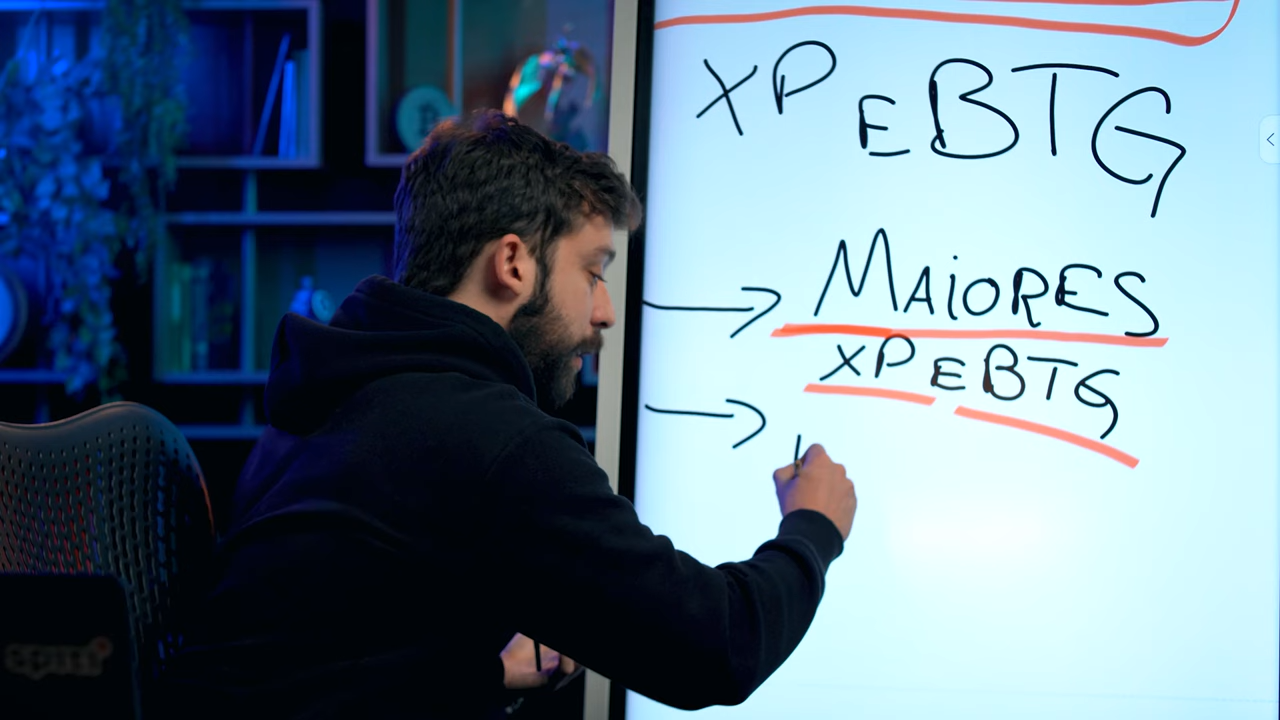 XP E BTG
→ MAiORES
XP E BTG
→